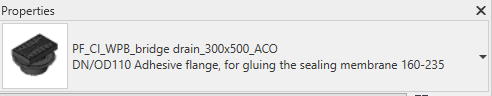 Properties
PF_CI_WPB_bridge drain_300x500_ACO
DN/OD110 Adhesive flange, for gluing the sealing membrane 160-235